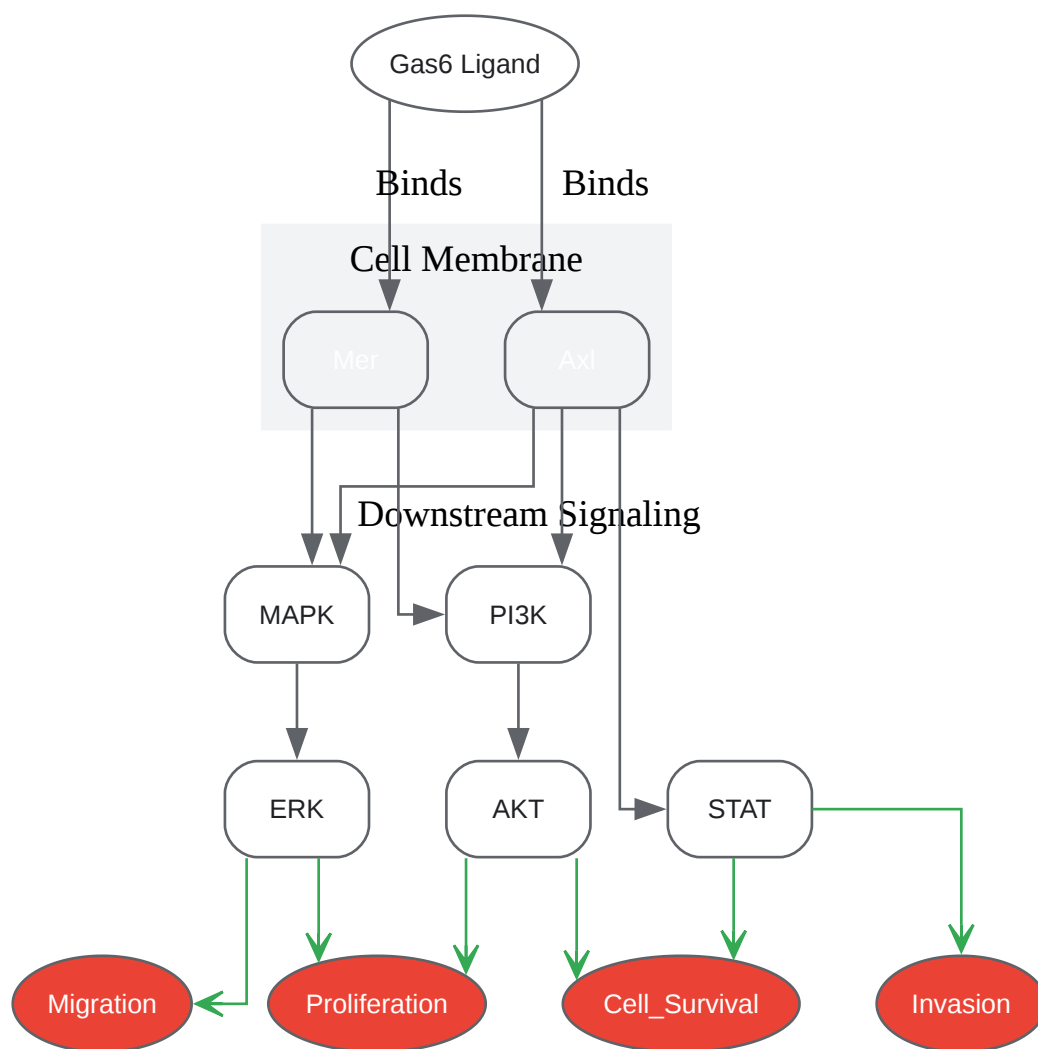 Gas6 Ligand
Binds Binds
Cell Membrane
Mer Axl
Downstream Signaling
MAPK PI3K
ERK AKT STAT
Migration Proliferation Cell_Survival Invasion